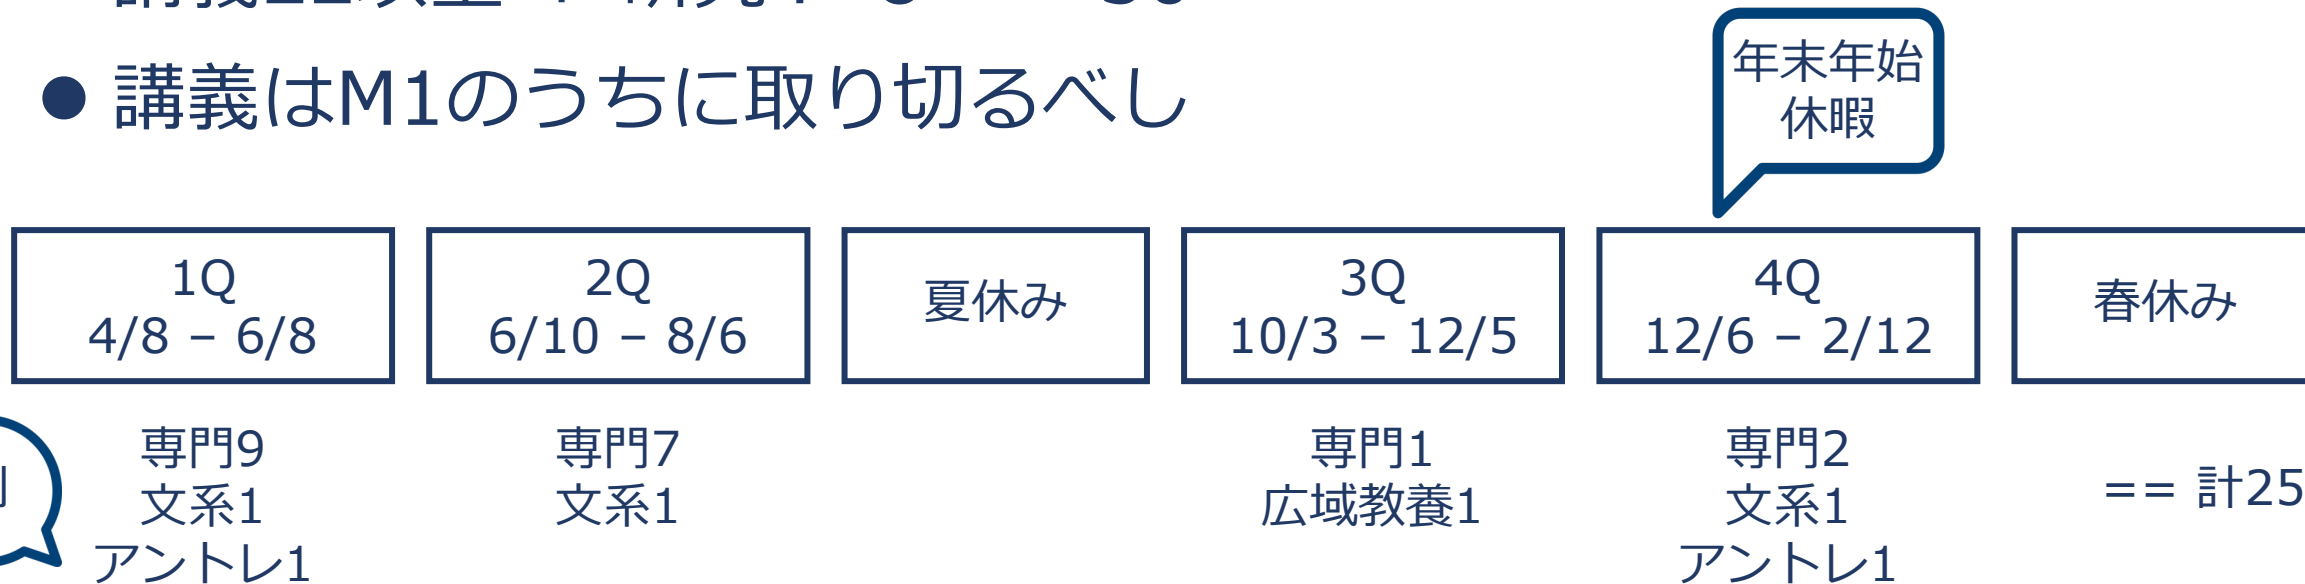 ● 講義はM1のうちに取り切るべし
年末年始
休暇
1Q
4/8 – 6/8
2Q
6/10 – 8/6
夏休み
3Q
10/3 – 12/5
4Q
12/6 – 2/12
春休み
専門9
文系1
アントレ1
専門7
文系1
専門1
広域教養1
専門2
文系1
アントレ1
== 計25